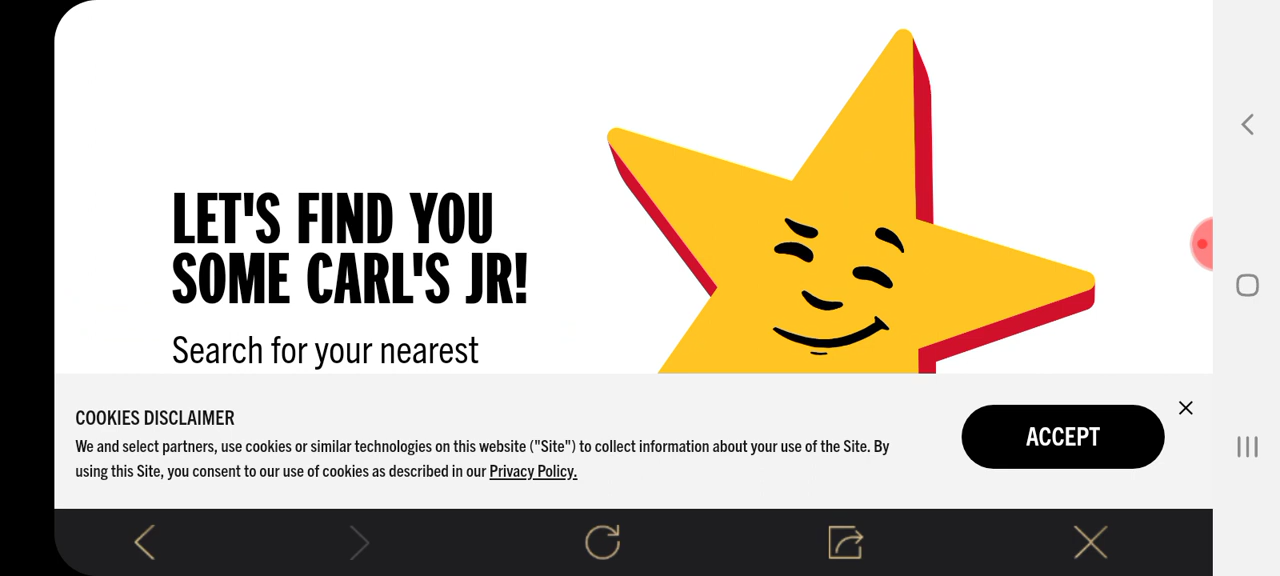 LET'S FIND YOU
SOME CARL'S JR!
Search for your nearest
COOKIES DISCLAIMER
We and select partners, use cookies or similar technologies on this website ("Site") to collect information about your use of the Site. By
using this Site, you consent to our use of cookies as described in our Privacy Policy.
ACCEPT